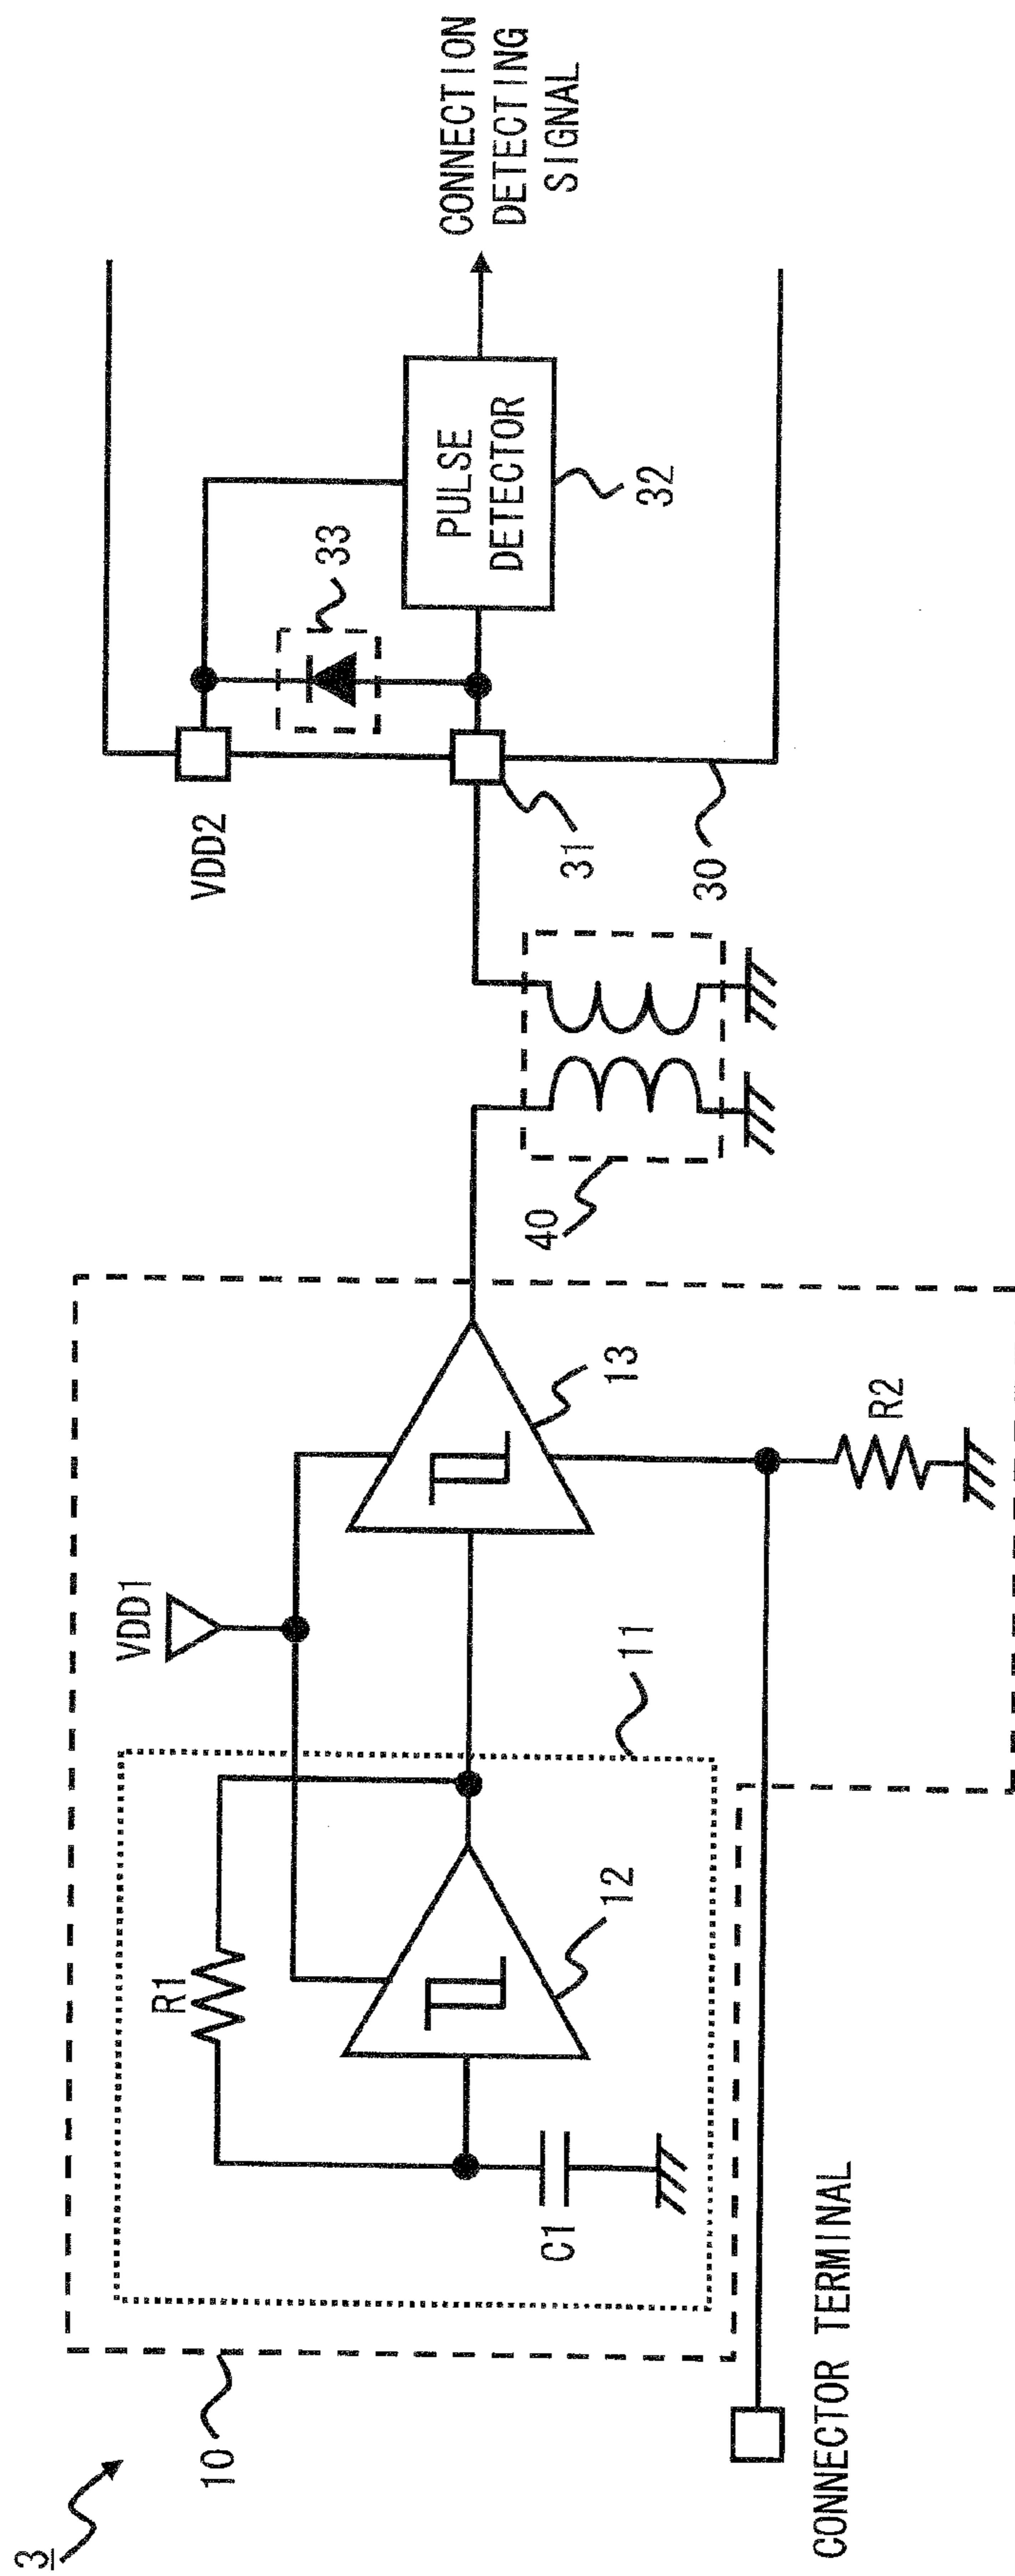 3
10
11
VDD1
R1
12
C1
13
R2
CONNECTOR TERMINAL
40
VDD2
31
30
33
PULSE
DETECTOR
32
CONNECTION
DETECTING
SIGNAL